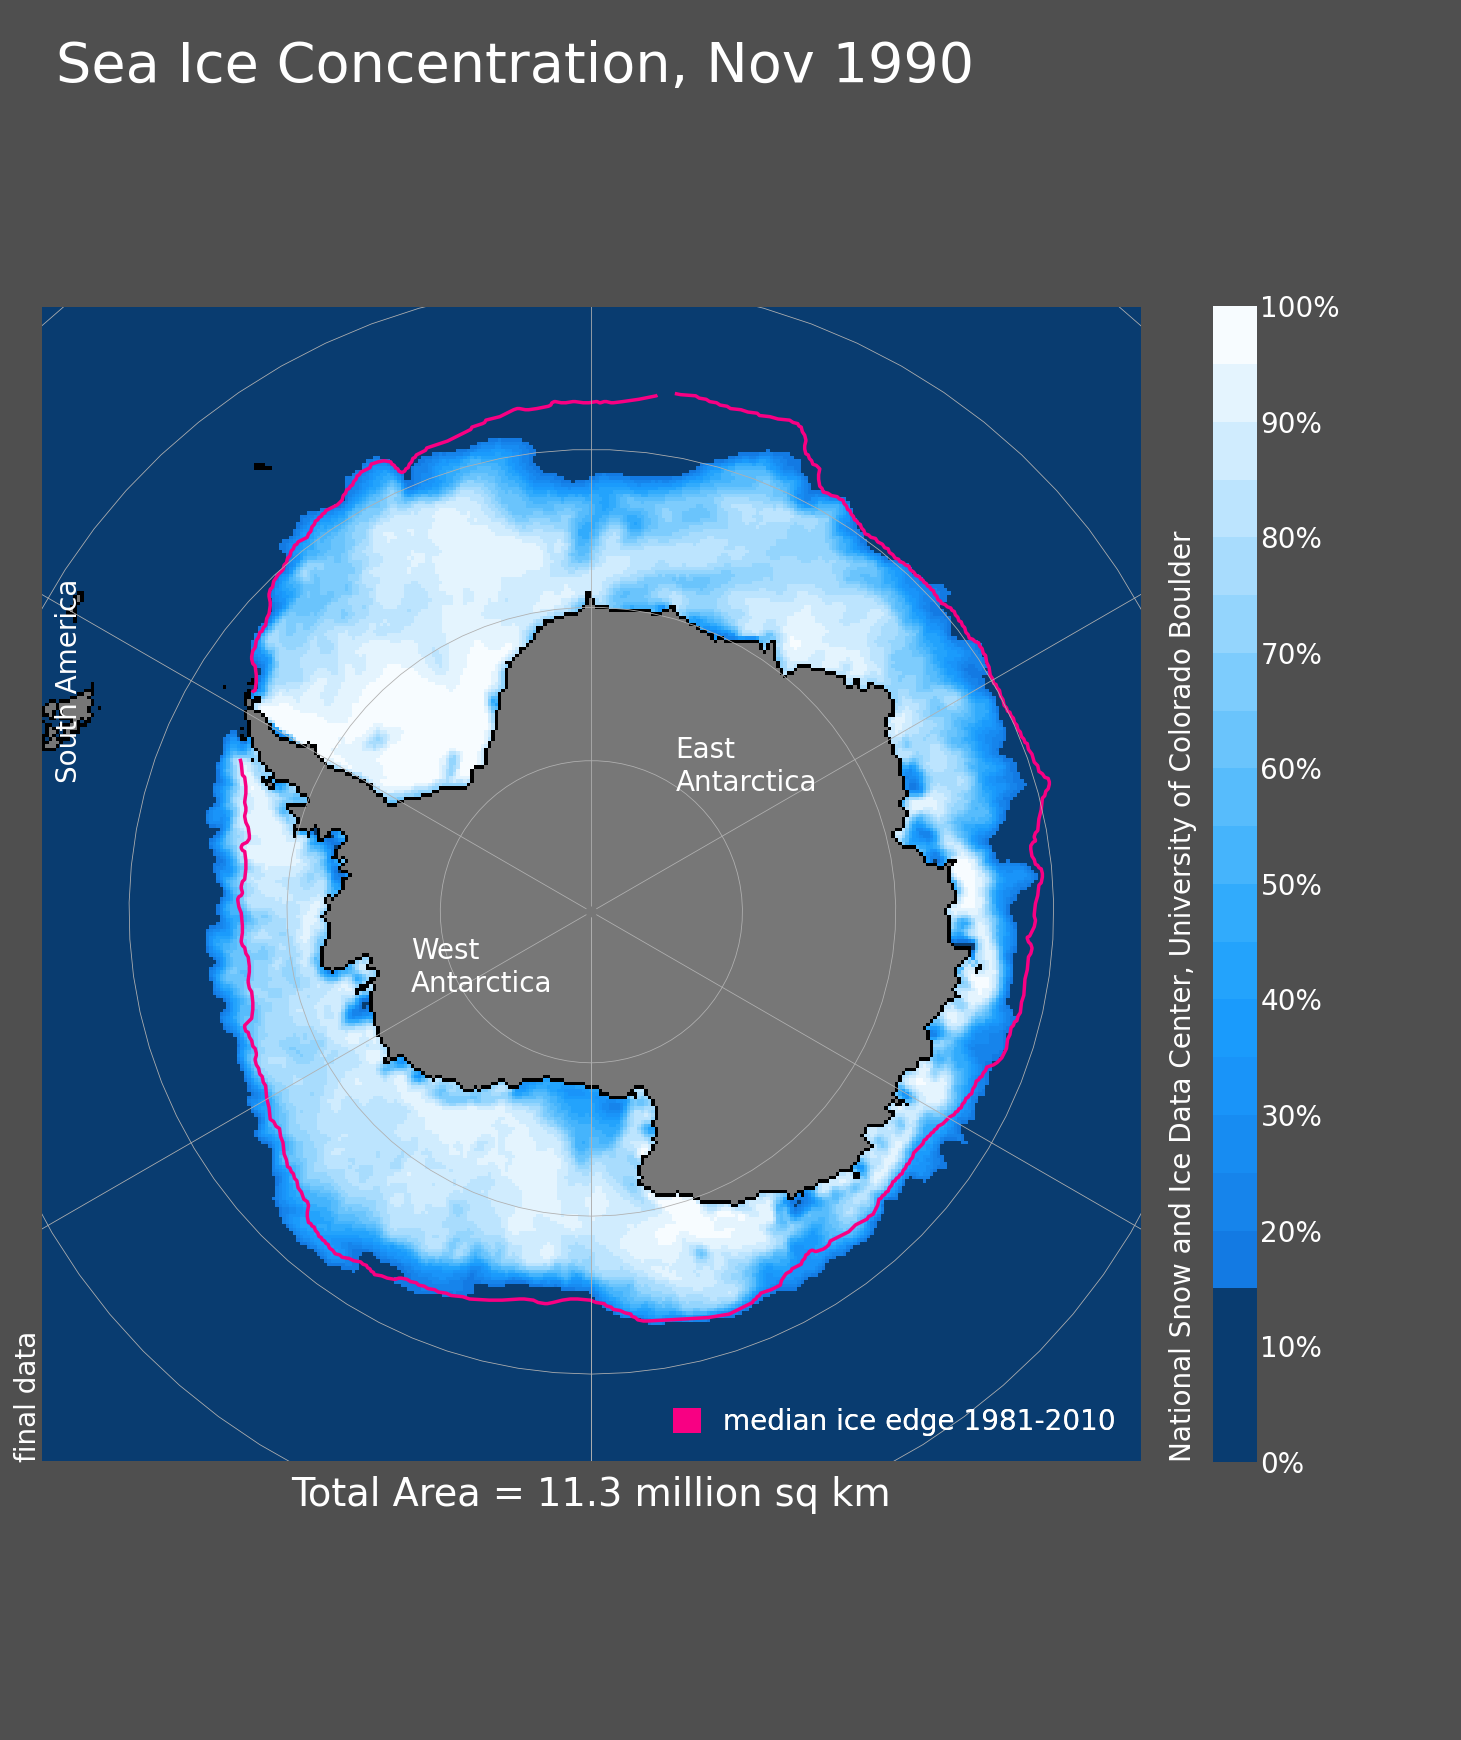 Sea Ice Concentration, Nov 1990
South America
East
Antarctica
West
Antarctica
median ice edge 1981-2010
final data
Total Area = 11.3 million sq km
National Snow and Ice Data Center, University of Colorado Boulder
100%
90%
80%
70%
60%
50%
40%
30%
20%
10%
0%